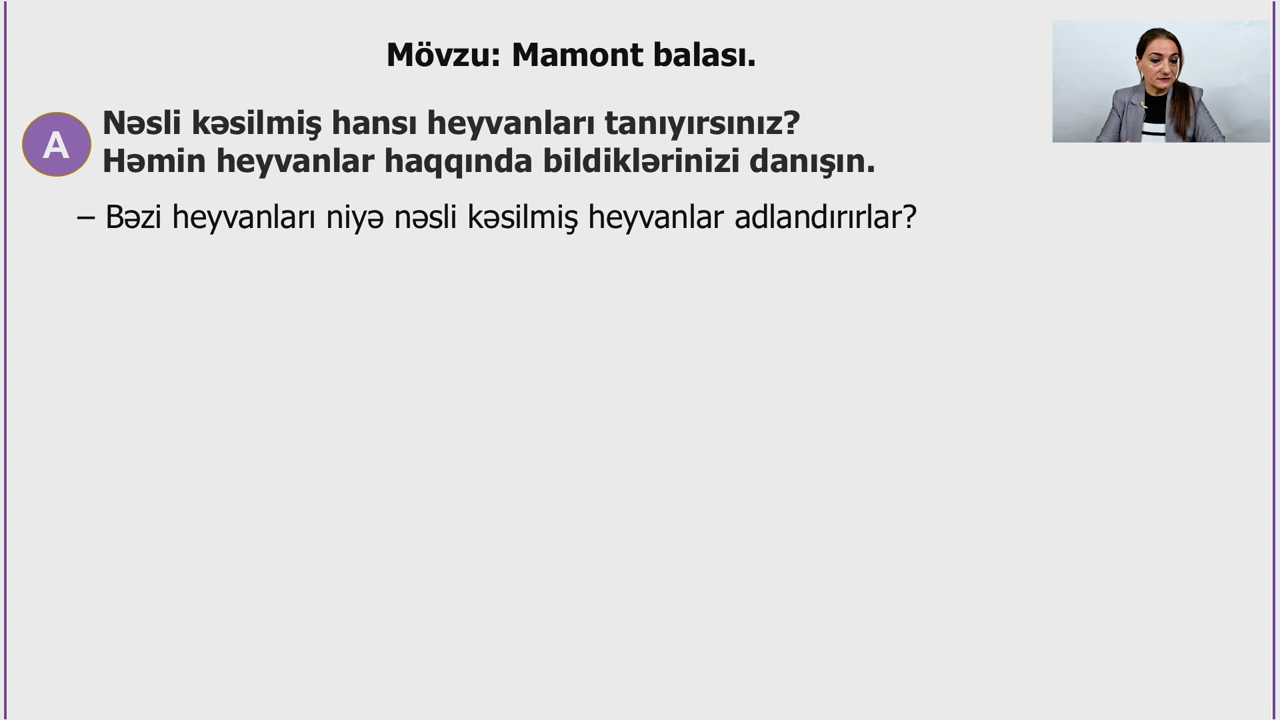 Mövzu: Mamont balası.
A
Nəsli kəsilmiş hansı heyvanları tanıyırsınız?
Həmin heyvanlar haqqında bildiklərinizi danışın.
– Bəzi heyvanları niyə nəsli kəsilmiş heyvanlar adlandırırlar?